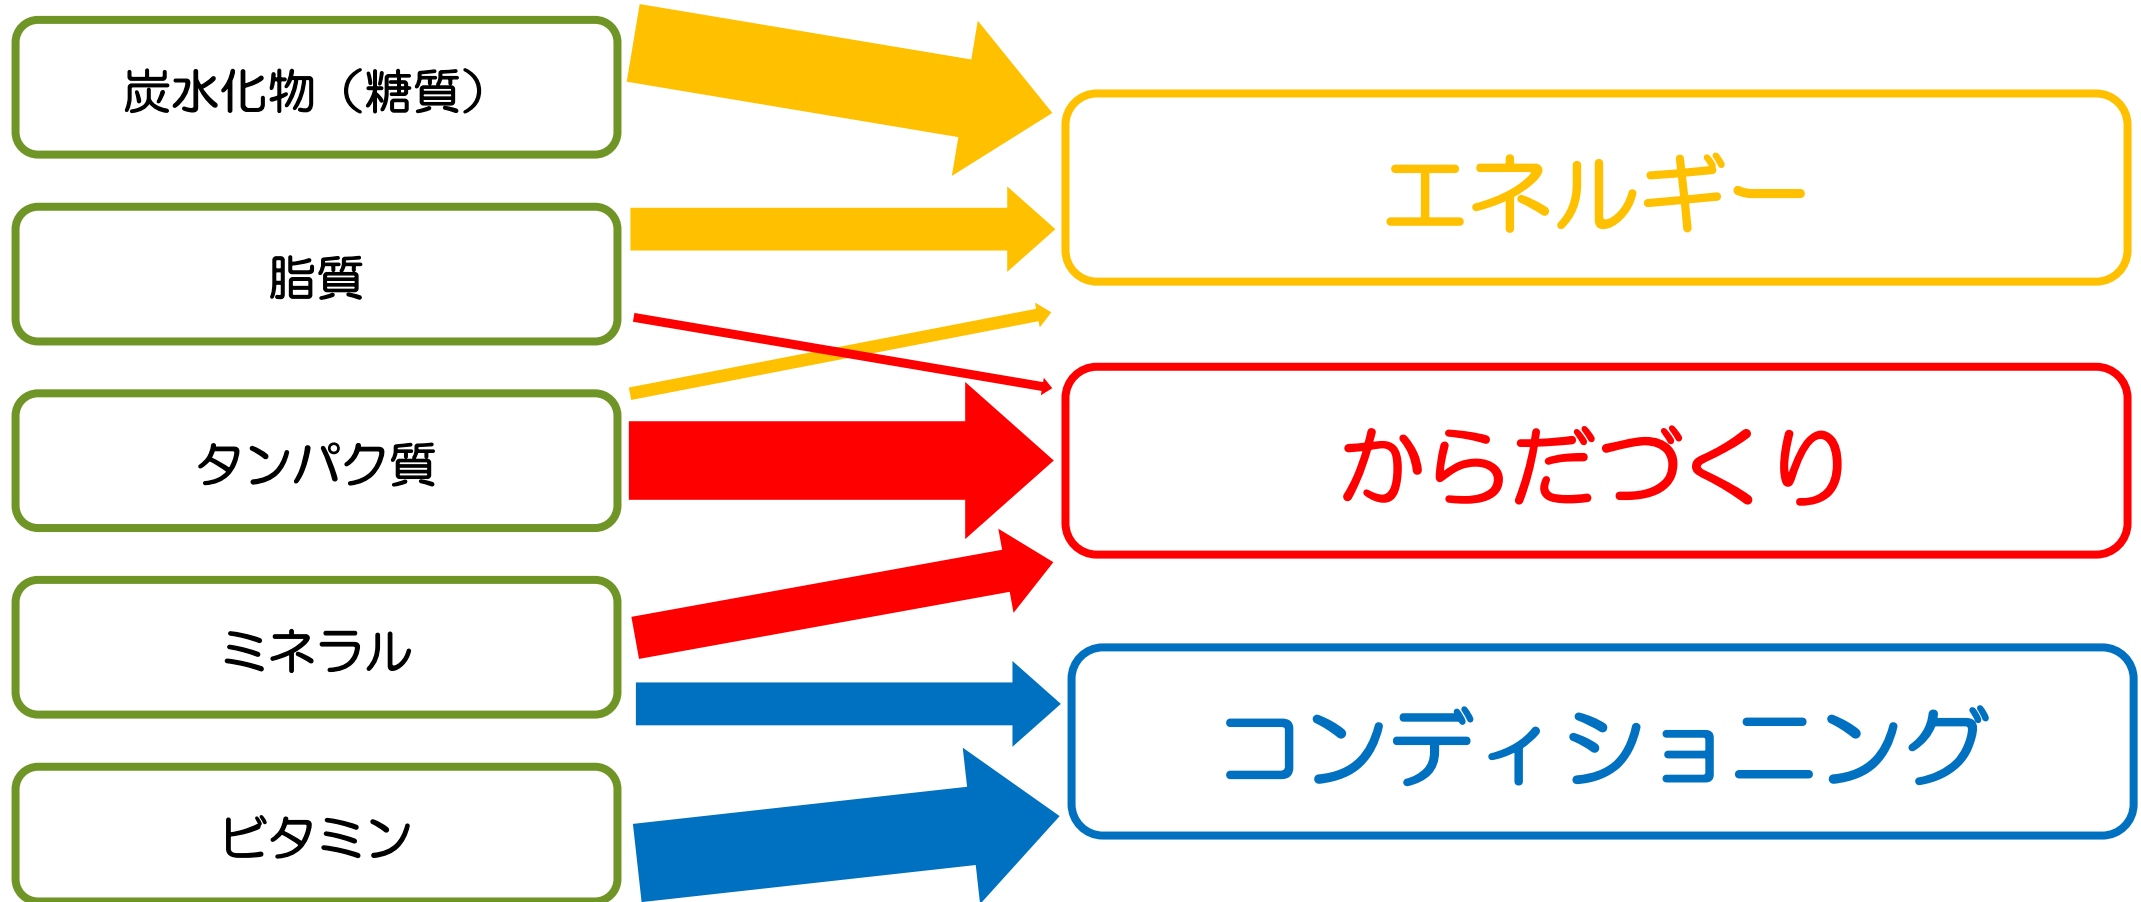 炭水化物（糖質）
脂質
タンパク質
ミネラル
ビタミン
エネルギー
からだづくり
コンディショニング